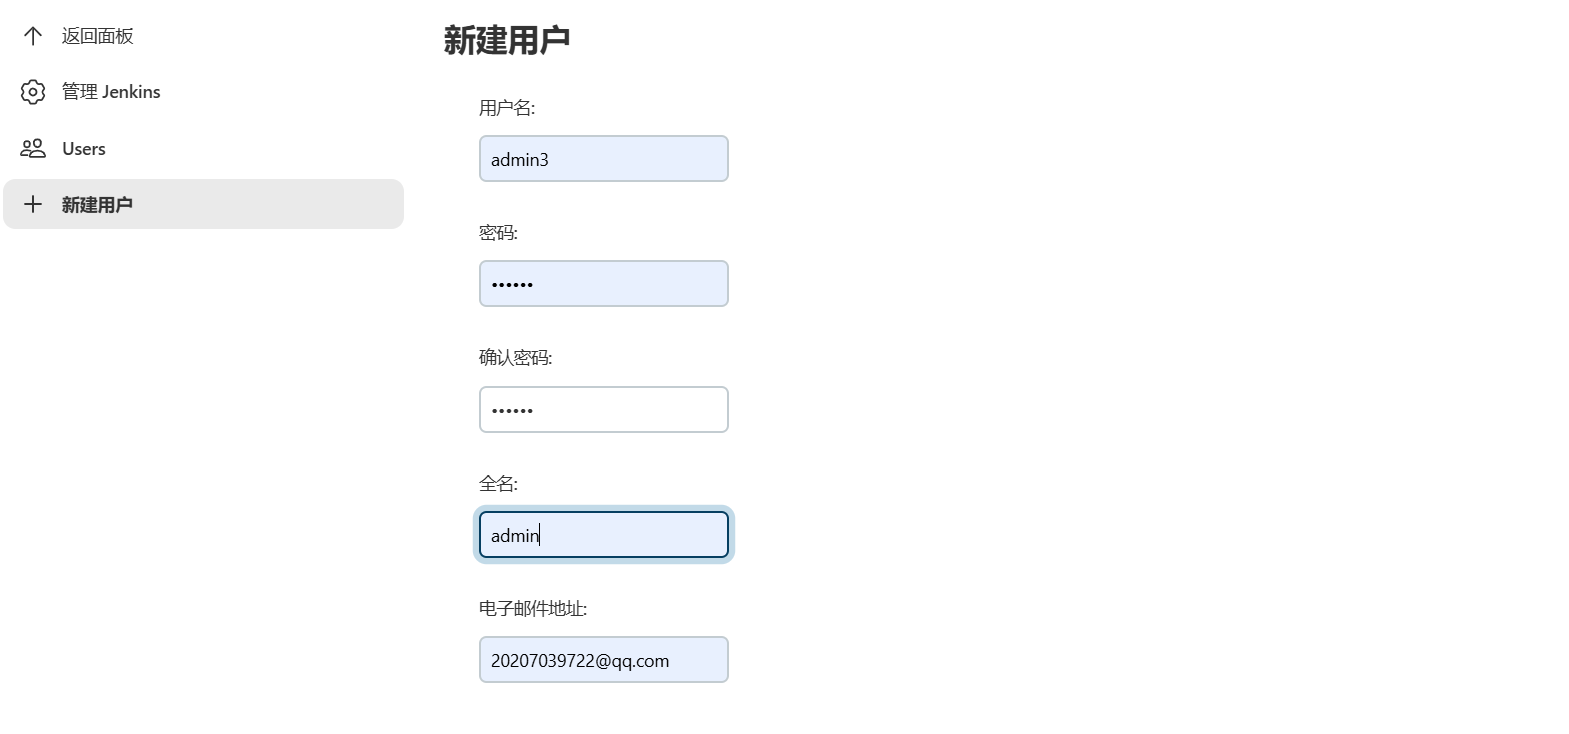 返回面板
管理 Jenkins
Users
新建用户
新建用户
用户名:
admin3
密码:
••••••
确认密码:
••••••
全名:
admin
电子邮件地址:
20207039722@qq.com